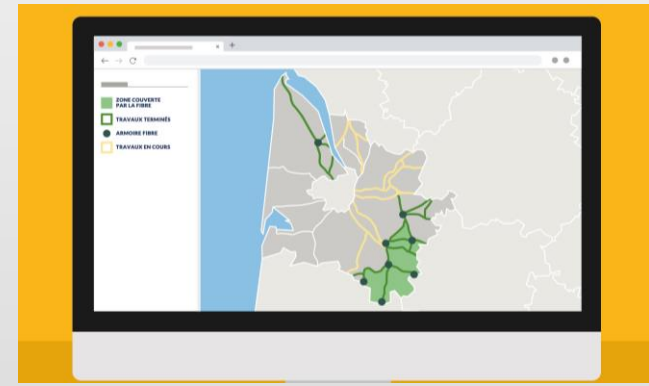 ZONE COUVERTE
PAR LA FIBRE
TRAVAUX TERMINÉS
ARMOIRE FIBRE
TRAVAUX EN COURS